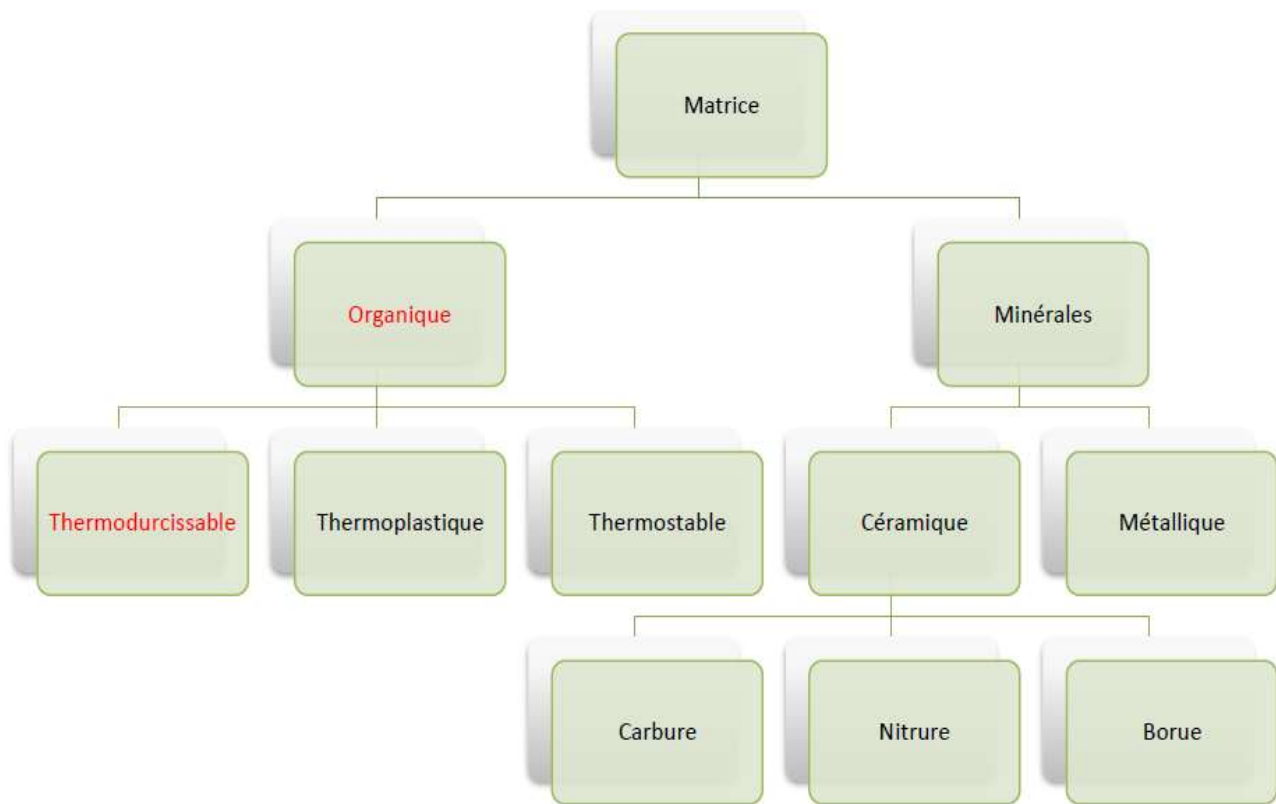 Matrice
Organique
Minérales
Thermodurcissable
Thermoplastique
Thermostable
Céramique
Métallique
Carbure
Nitrure
Borue